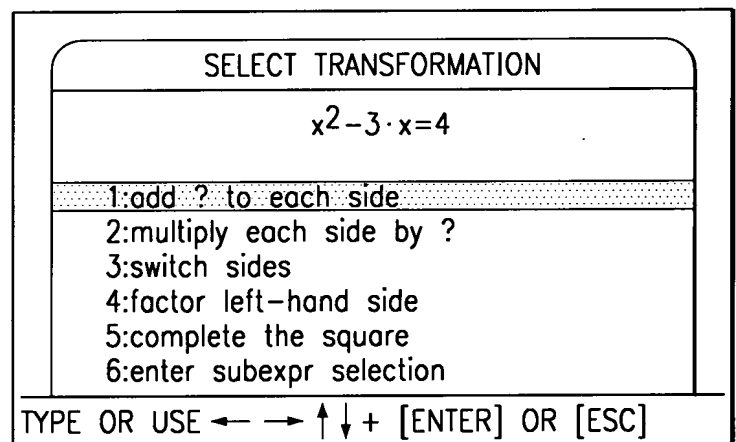 SELECT TRANSFORMATION
x²−3·x=4
1:add ? to each side
2:multiply each side by ?
3:switch sides
4:factor left-hand side
5:complete the square
6:enter subexpr selection
TYPE OR USE ← → ↑ ↓ + [ENTER] OR [ESC]